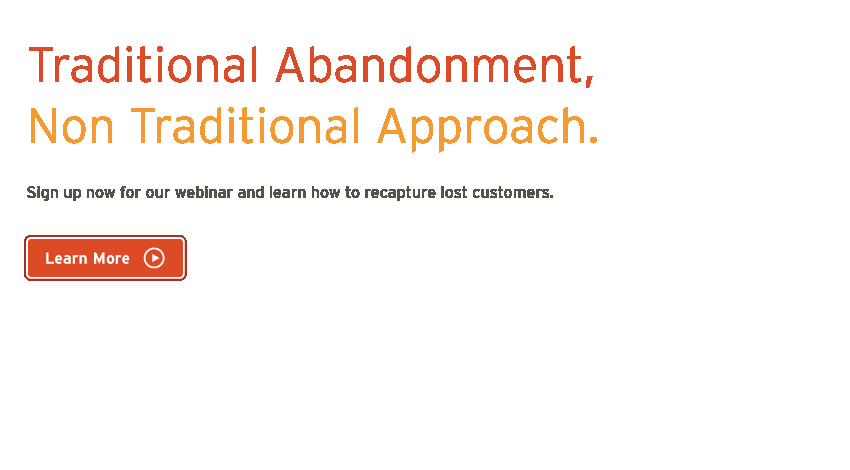 Traditional Abandonment,
Non Traditional Approach.
Sign up now for our webinar and learn how to recapture lost customers.
Learn More